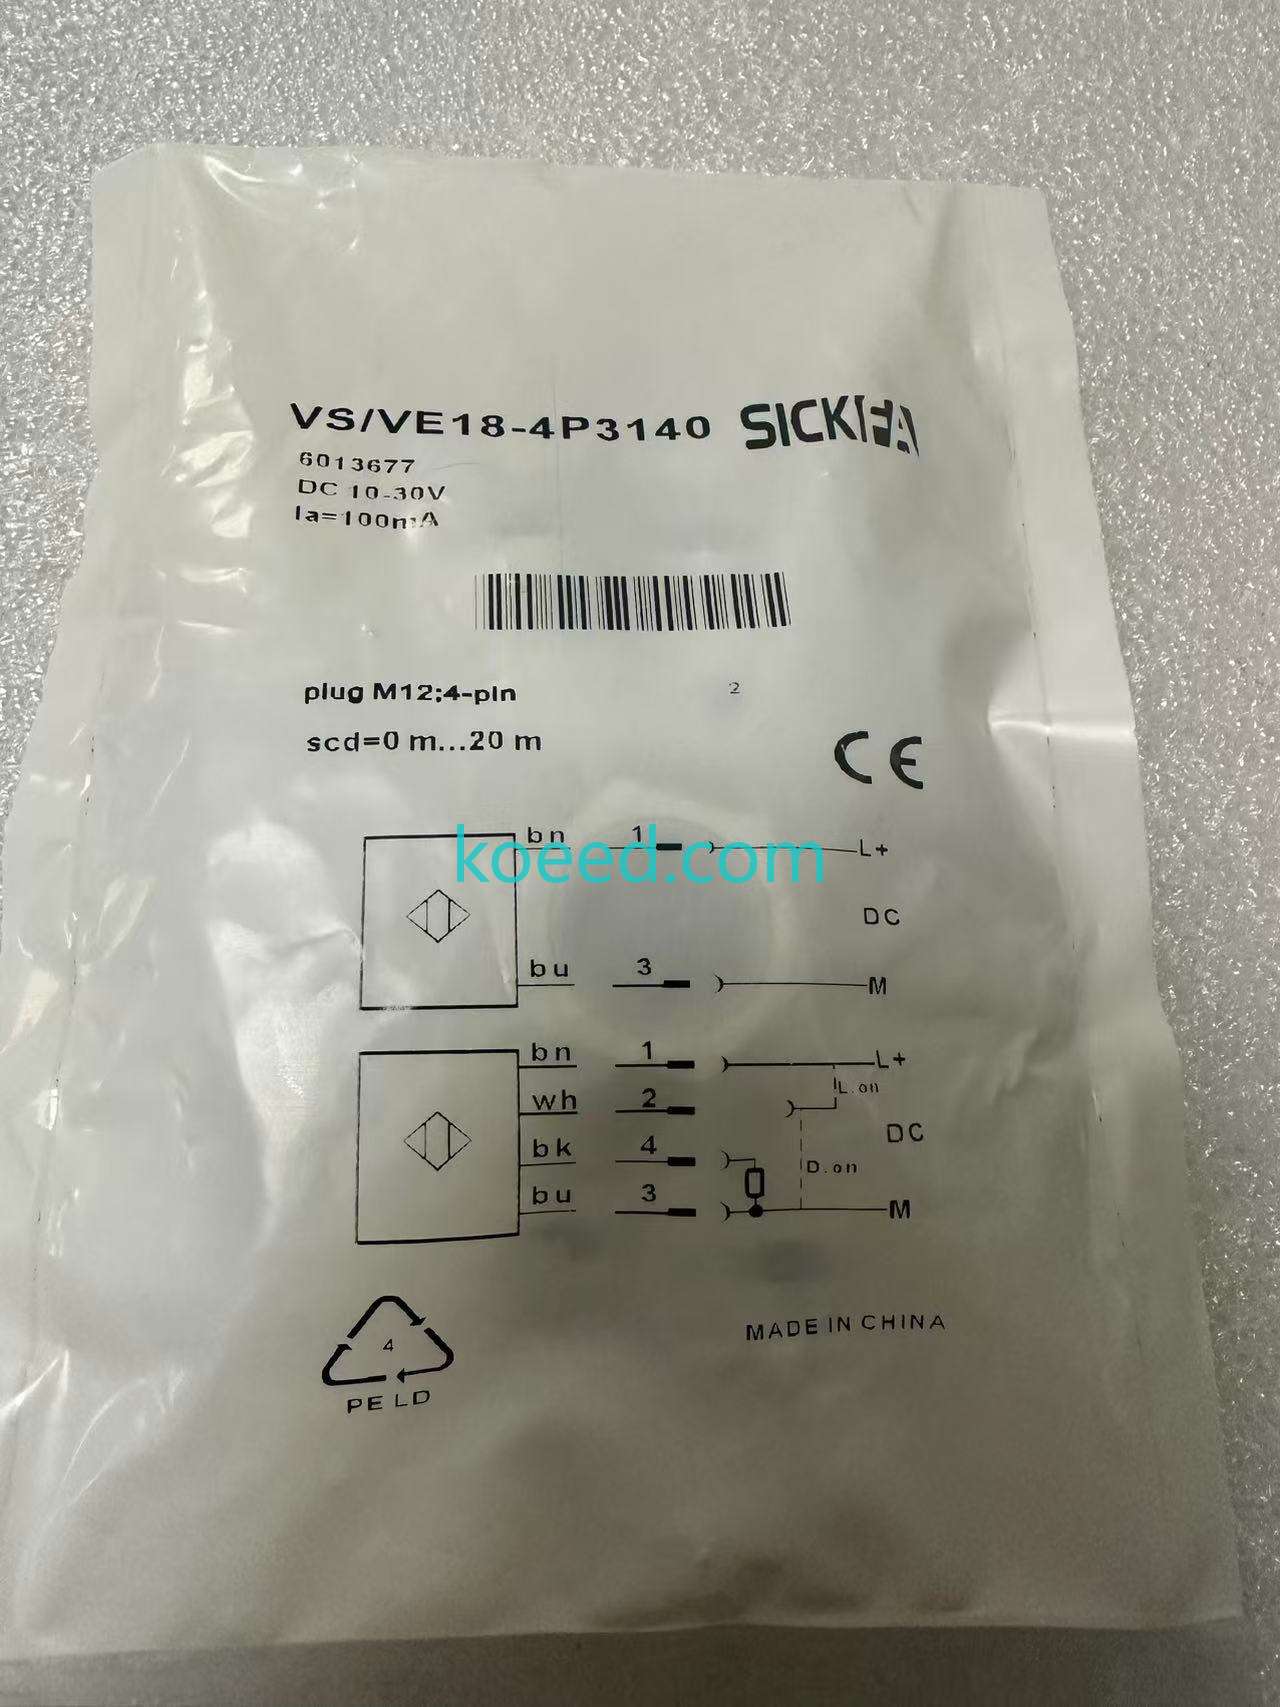 VS/VE18-4P3140 SICK
6013677
DC 10-30V
Ia=100mA
plug M12;4-pin
2
scd=0 m...20 m
CE
bn 1 L+
koeed.com
DC
bu 3 M
bn 1 L+
L.on
wh 2
DC
bk 4
D.on
bu 3 M
4
PE LD
MADE IN CHINA